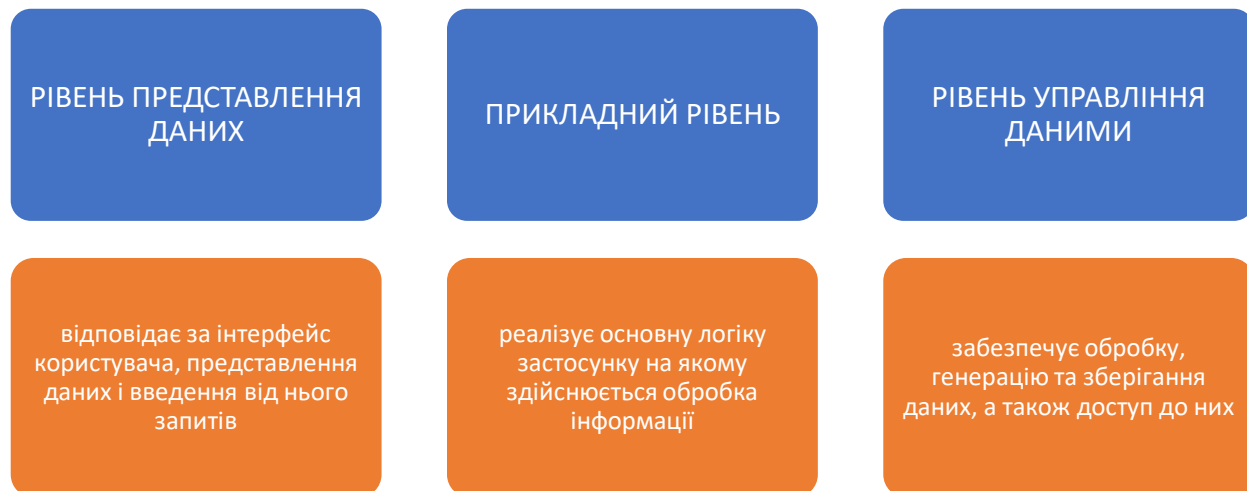 РІВЕНЬ ПРЕДСТАВЛЕННЯ
ДАНИХ
ПРИКЛАДНИЙ РІВЕНЬ
РІВЕНЬ УПРАВЛІННЯ
ДАНИМИ
відповідає за інтерфейс
користувача, представлення
даних і введення від нього
запитів
реалізує основну логіку
застосунку на якому
здійснюється обробка
інформації
забезпечує обробку,
генерацію та зберігання
даних, а також доступ до них